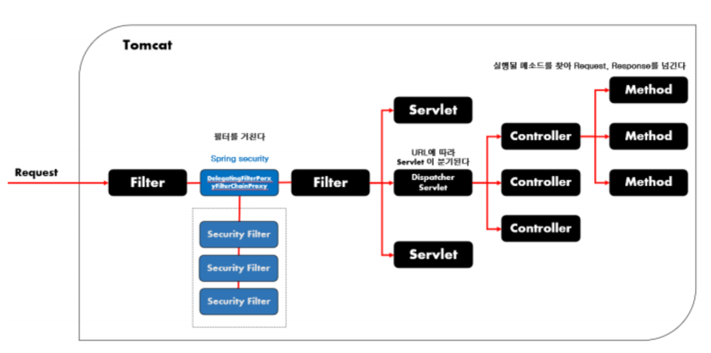 Tomcat
실행될 메소드를 찾아 Request, Response를 넘긴다
Method
Servlet
필터를 거친다
Controller
Method
URL에 따라
Servlet 이 분기된다
Spring security
Request
Filter
DelegatingFilterPorx
yFilterChainProxy
Filter
Dispatcher
Servlet
Controller
Method
Security Filter
Controller
Servlet
Security Filter
Security Filter